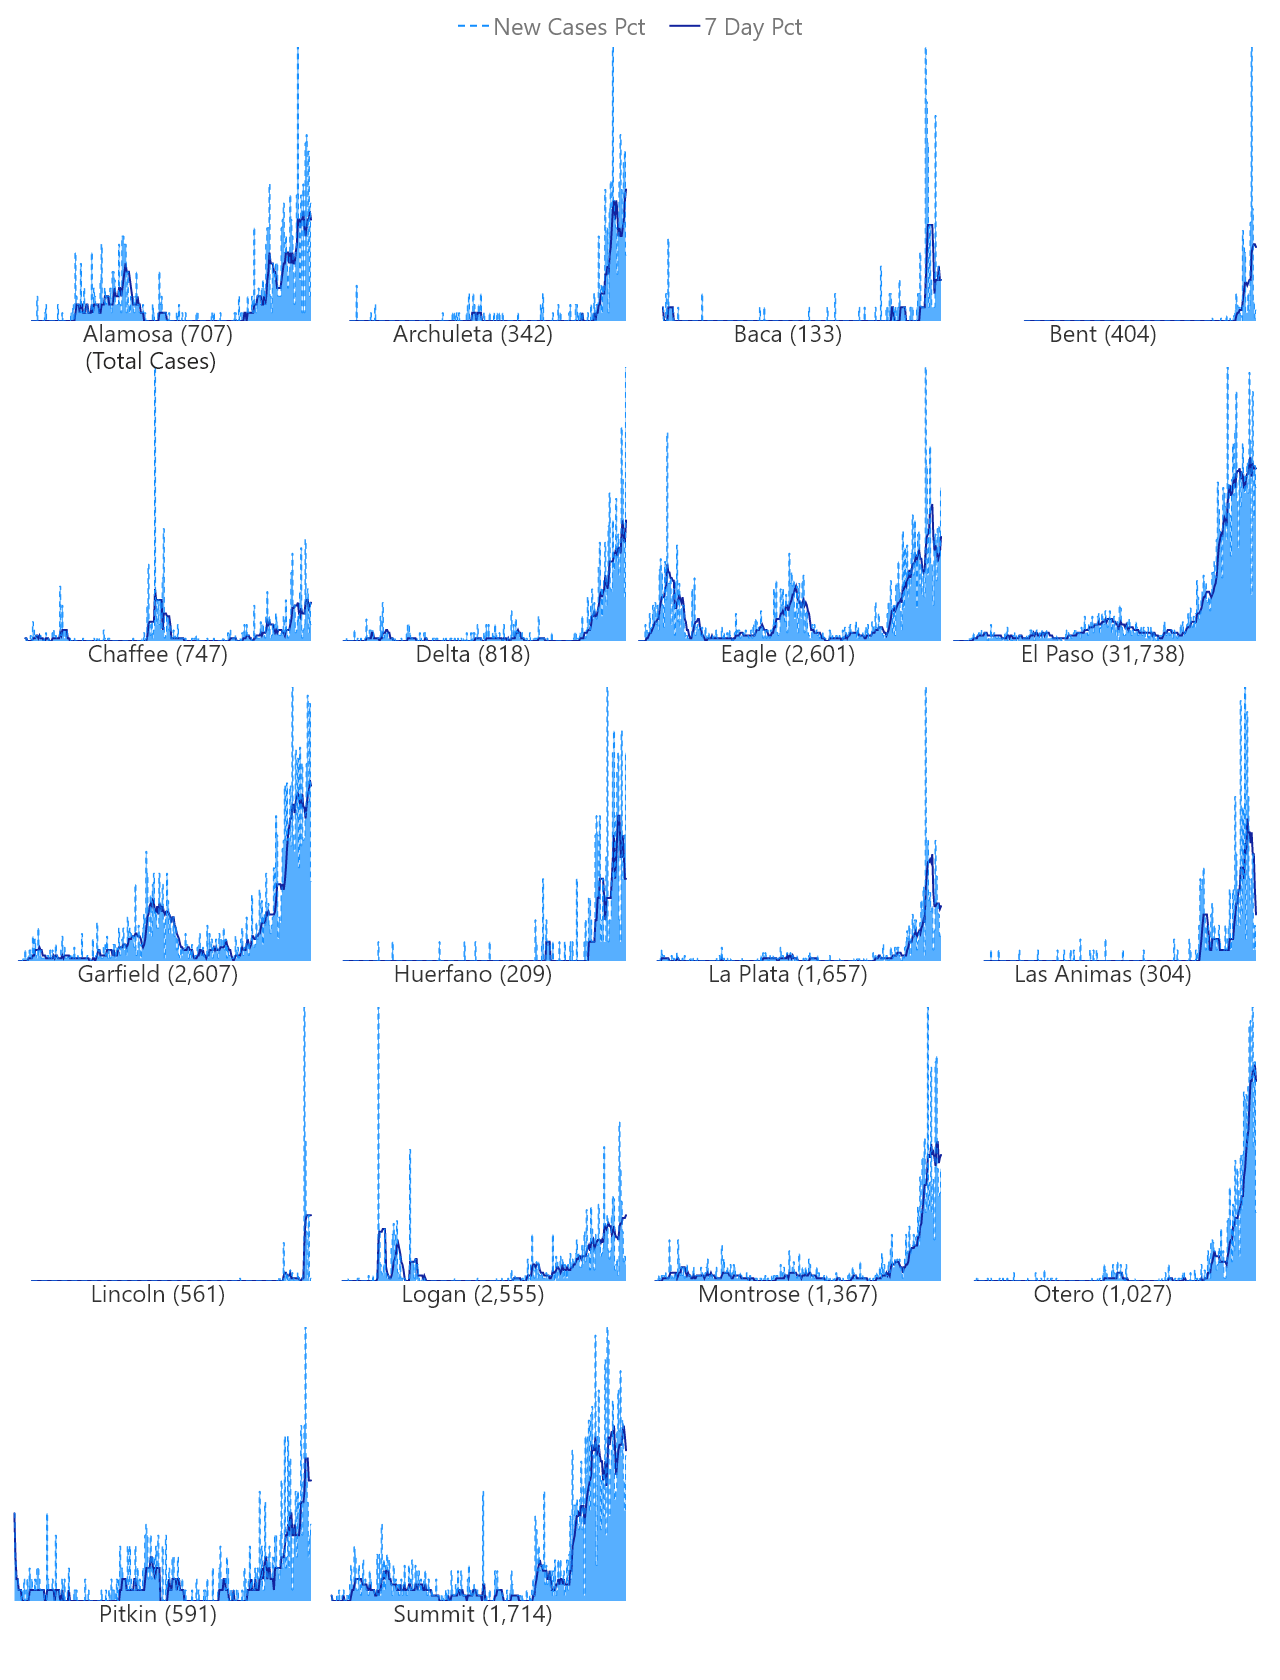 New Cases Pct 7 Day Pct
Alamosa (707) Archuleta (342) Baca (133) Bent (404)
(Total Cases)
Chaffee (747) Delta (818) Eagle (2,601) El Paso (31,738)
Garfield (2,607) Huerfano (209) La Plata (1,657) Las Animas (304)
Lincoln (561) Logan (2,555) Montrose (1,367) Otero (1,027)
Pitkin (591) Summit (1,714)